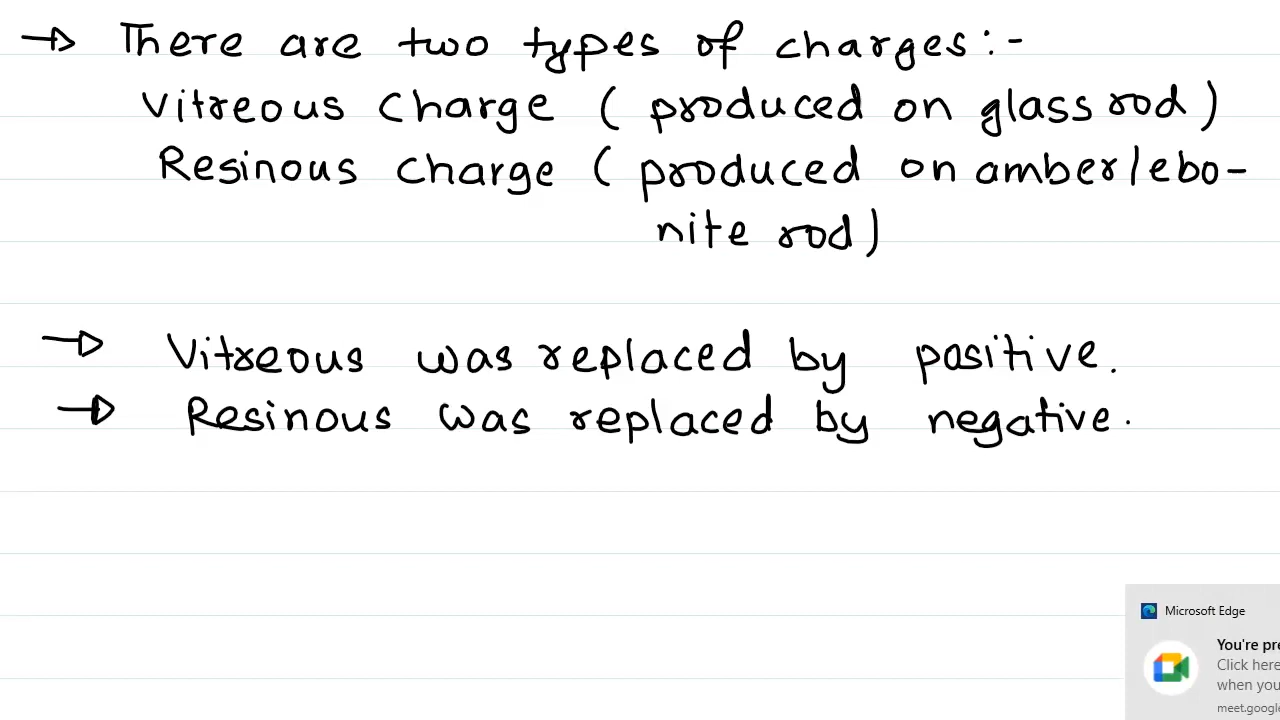 → There are two types of charges:-
Vitreous charge ( produced on glass rod )
Resinous charge ( produced on amber/ebo-
nite rod )
→ Vitreous was replaced by positive.
→ Resinous was replaced by negative.
Microsoft Edge
You're pre
Click here
when you
meet.google